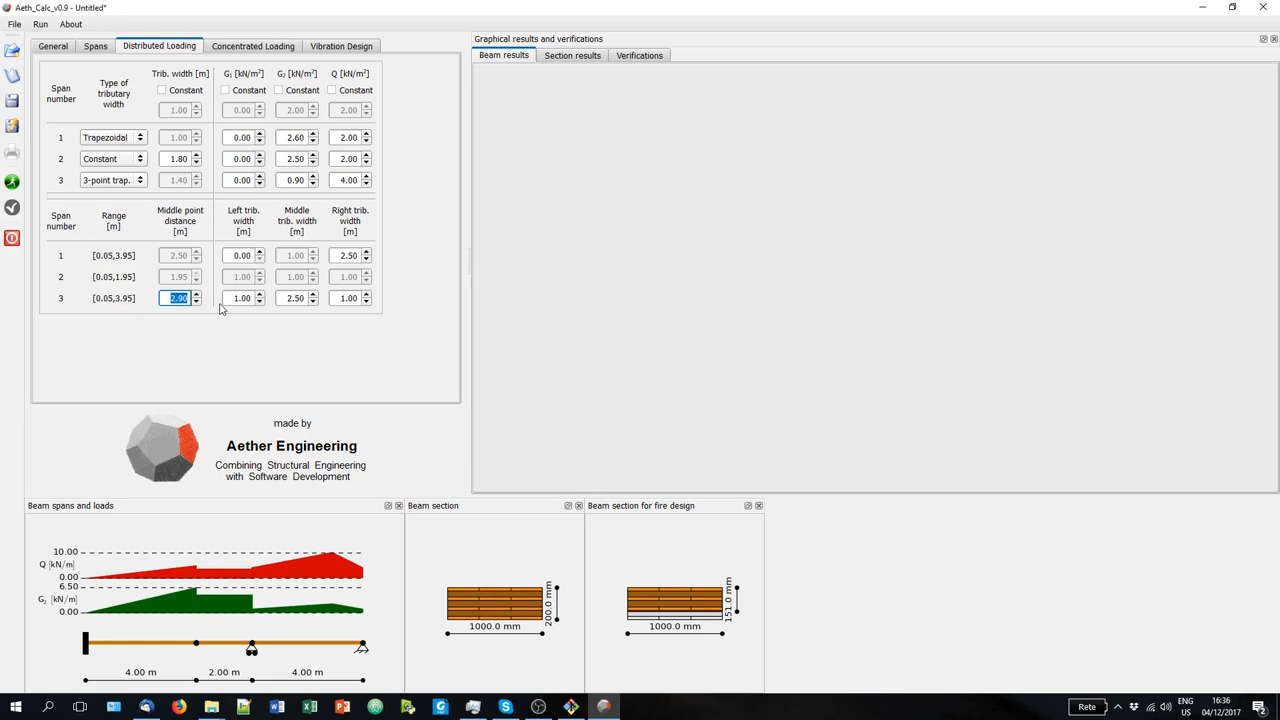 Aeth_Calc_v0.9 - Untitled*
File Run About
General Spans Distributed Loading Concentrated Loading Vibration Design
Span number Type of tributary width Trib. width [m] G₁ [kN/m²] G₂ [kN/m²] Q [kN/m²]
Constant Constant Constant Constant
1.00 0.00 2.00 2.00
1 Trapezoidal 1.00 0.00 2.60 2.00
2 Constant 1.80 0.00 2.50 2.00
3 3-point trap. 1.40 0.00 0.90 4.00
Span number Range [m] Middle point distance [m] Left trib. width [m] Middle trib. width [m] Right trib. width [m]
1 [0.05,3.95] 2.50 0.00 1.00 2.50
2 [0.05,1.95] 1.95 1.00 1.00 1.00
3 [0.05,3.95] 2.90 1.00 2.50 1.00
made by
Aether Engineering
Combining Structural Engineering
with Software Development
Graphical results and verifications
Beam results Section results Verifications
Beam spans and loads
10.00
Q [kN/m]
0.00
6.50
G₂ [kN/m]
0.00
4.00 m 2.00 m 4.00 m
Beam section
200.0 mm
1000.0 mm
Beam section for fire design
151.0 mm
1000.0 mm
Rete
ENG
US
16:36
04/12/2017
2